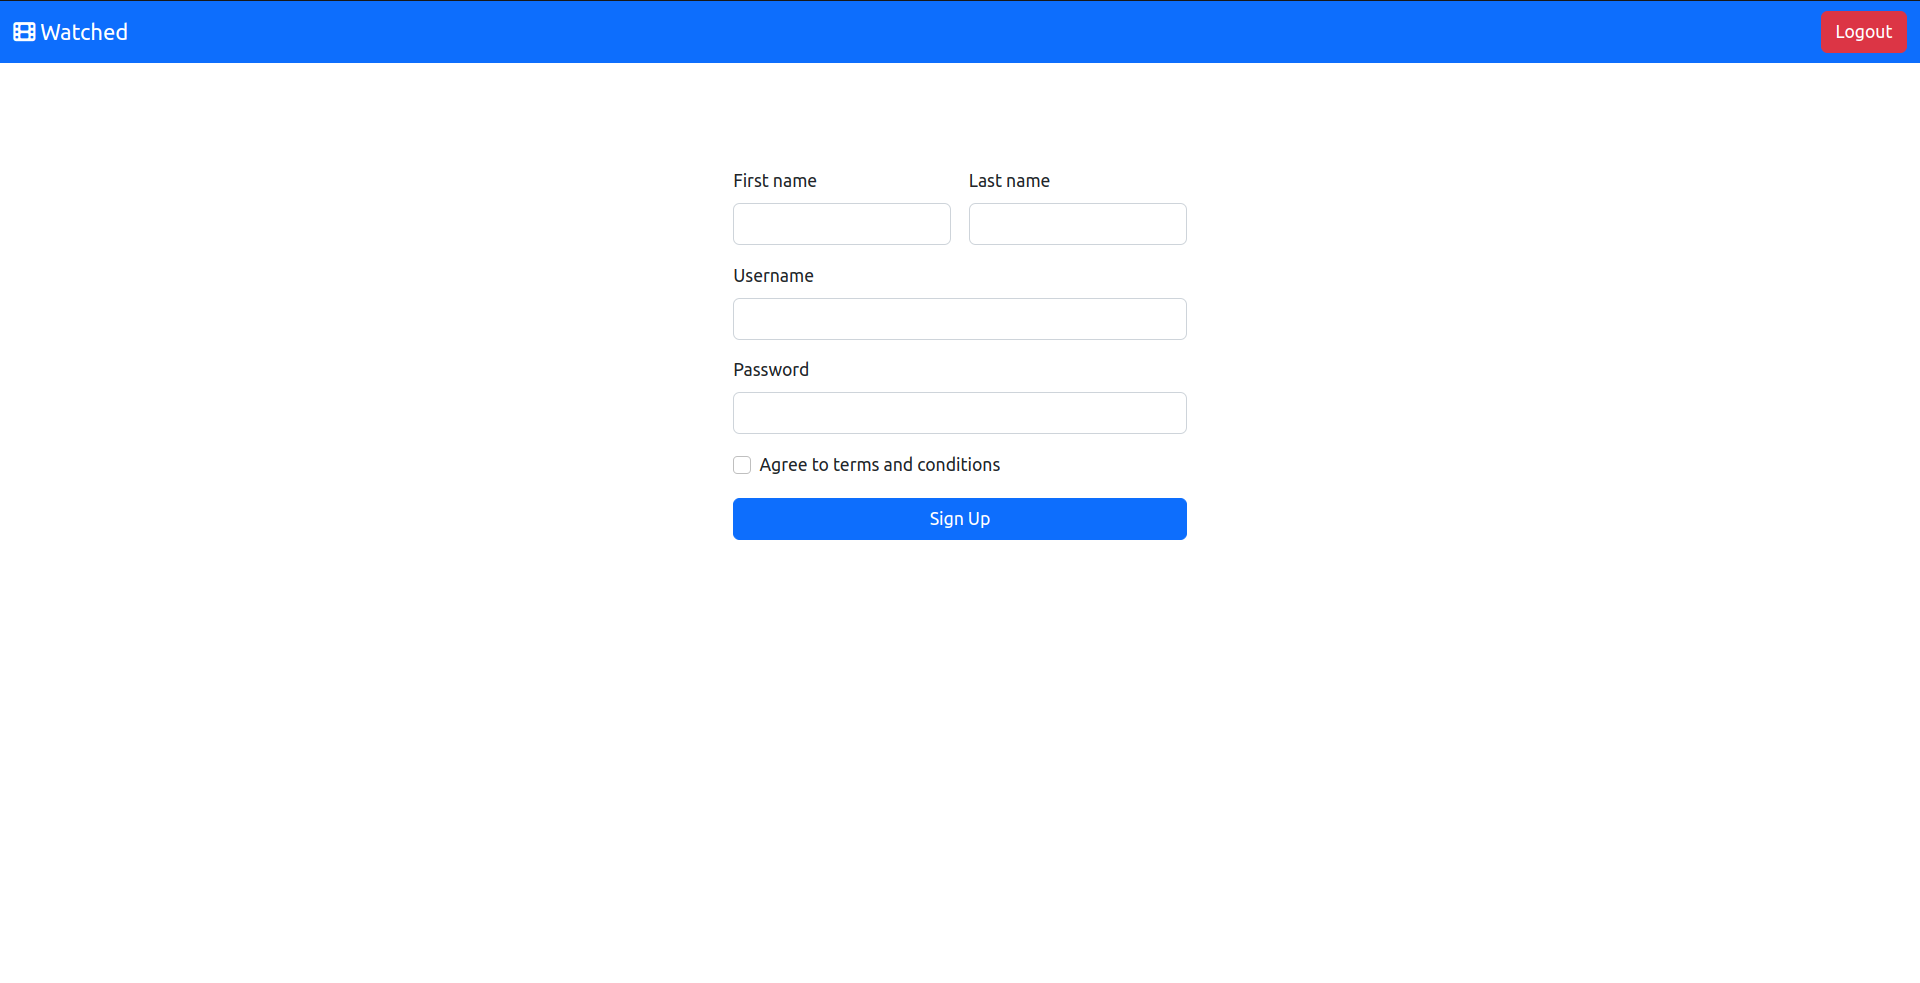 Watched
Logout
First name
Last name
Username
Password
Agree to terms and conditions
Sign Up